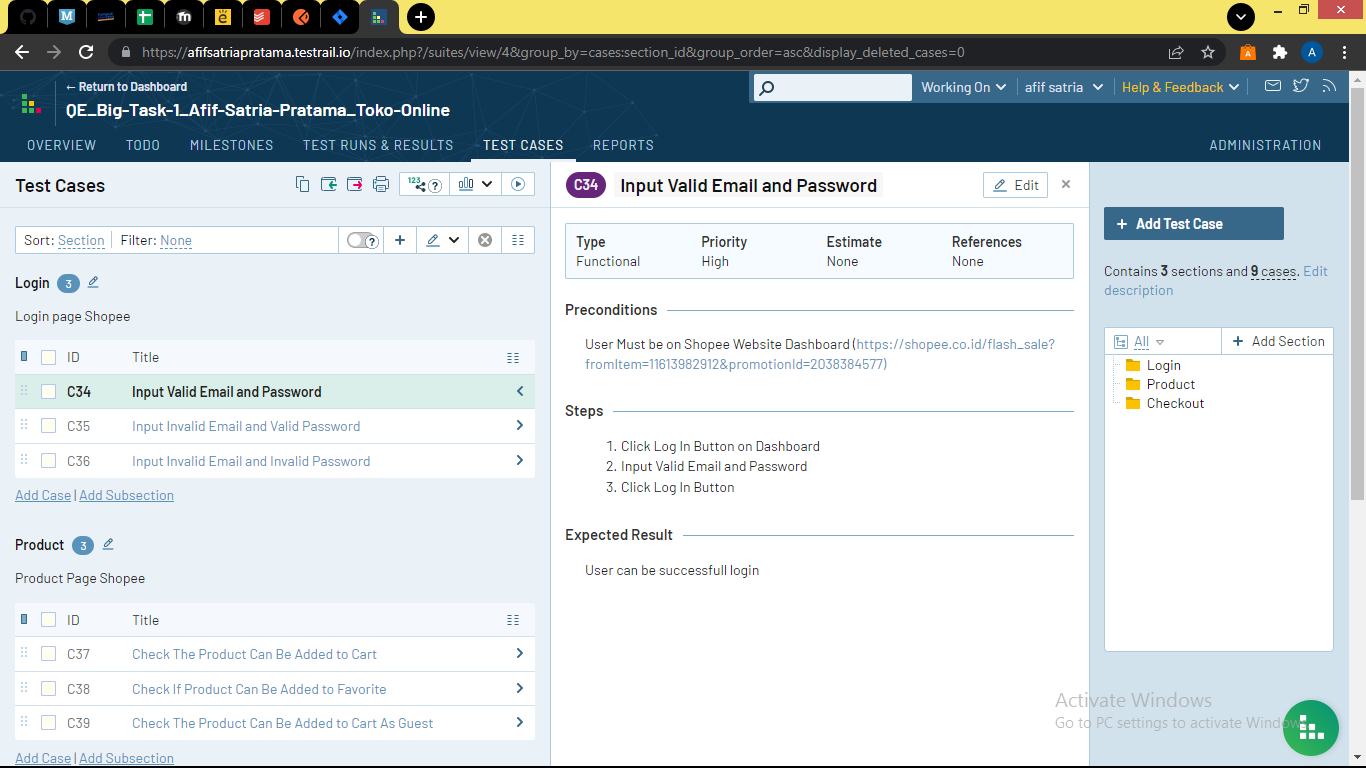 https://afifsatriapratama.testrail.io/index.php?/suites/view/4&group_by=cases:section_id&group_order=asc&display_deleted_cases=0
A
← Return to Dashboard
QE_Big-Task-1_Afif-Satria-Pratama_Toko-Online
Working On
afif satria
Help & Feedback
OVERVIEW
TODO
MILESTONES
TEST RUNS & RESULTS
TEST CASES
REPORTS
ADMINISTRATION
Test Cases
123 ?
Sort: Section
Filter: None
?
Login 3
Login page Shopee
ID Title
C34 Input Valid Email and Password
C35 Input Invalid Email and Valid Password
C36 Input Invalid Email and Invalid Password
Add Case | Add Subsection
Product 3
Product Page Shopee
ID Title
C37 Check The Product Can Be Added to Cart
C38 Check If Product Can Be Added to Favorite
C39 Check The Product Can Be Added to Cart As Guest
Add Case | Add Subsection
C34 Input Valid Email and Password
Edit
Type Priority Estimate References
Functional High None None
Preconditions
User Must be on Shopee Website Dashboard (https://shopee.co.id/flash_sale?
fromItem=11613982912&promotionId=2038384577)
Steps
1. Click Log In Button on Dashboard
2. Input Valid Email and Password
3. Click Log In Button
Expected Result
User can be successfull login
+ Add Test Case
Contains 3 sections and 9 cases. Edit
description
All
+ Add Section
Login
Product
Checkout
Activate Windows
Go to PC settings to activate Windows.